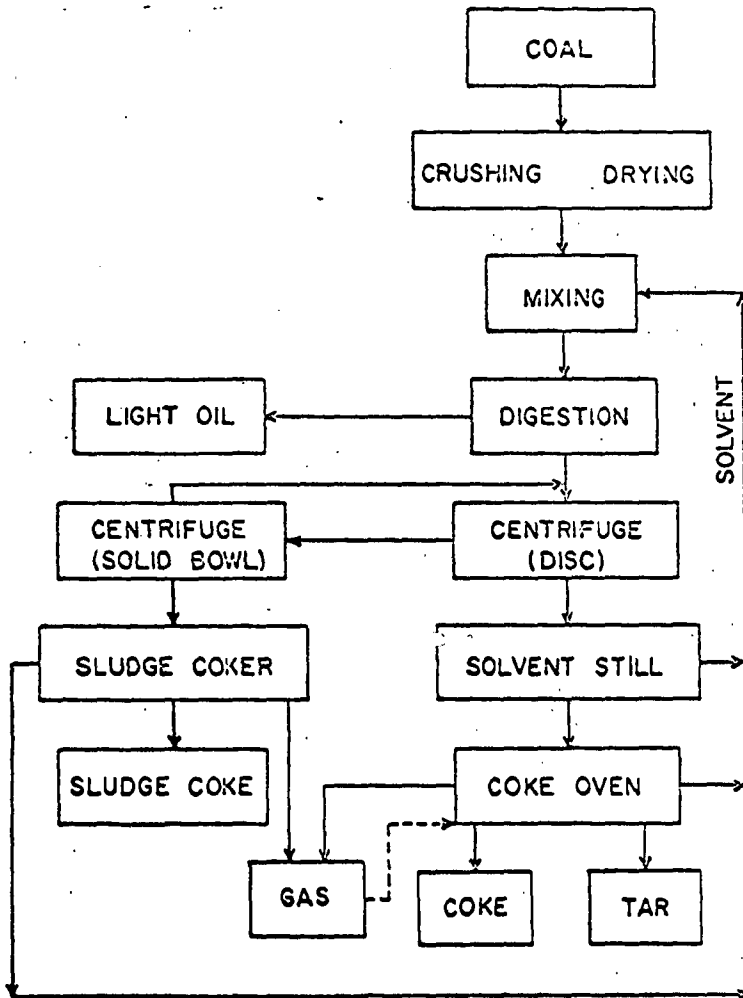 COAL
CRUSHING DRYING
MIXING
SOLVENT
LIGHT OIL
DIGESTION
CENTRIFUGE
(SOLID BOWL)
CENTRIFUGE
(DISC)
SLUDGE COKER
SOLVENT STILL
SLUDGE COKE
COKE OVEN
GAS
COKE
TAR